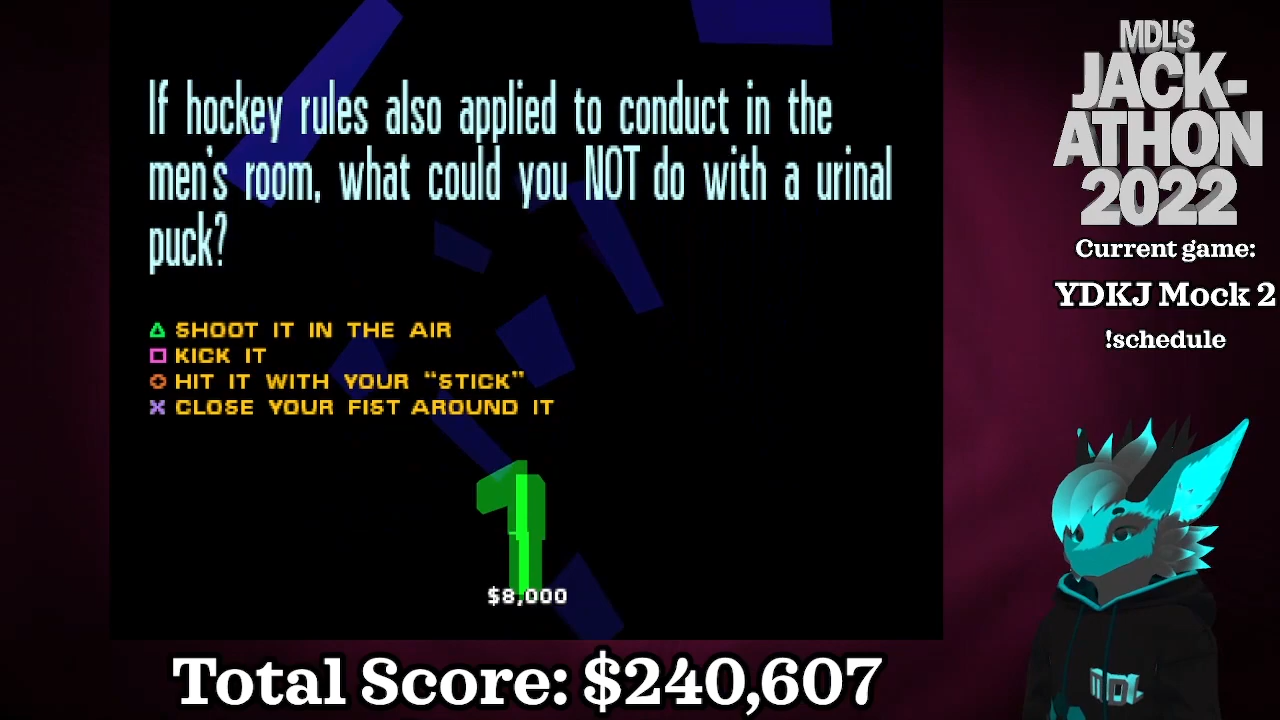 If hockey rules also applied to conduct in the
men's room, what could you NOT do with a urinal
puck?
SHOOT IT IN THE AIR
KICK IT
HIT IT WITH YOUR "STICK"
CLOSE YOUR FIST AROUND IT
1
$8,000
Total Score: $240,607
MDL'S
JACK-
ATHON
2022
Current game:
YDKJ Mock 2
!schedule
MDL